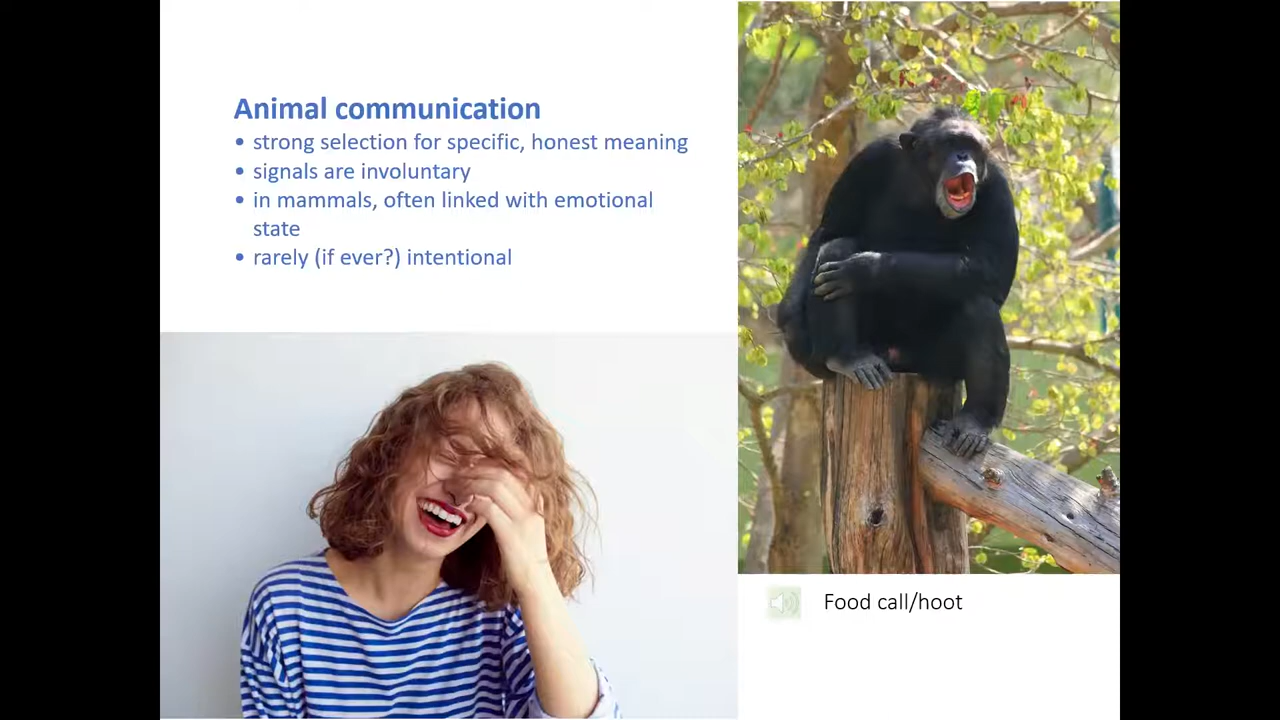 Animal communication
• strong selection for specific, honest meaning
• signals are involuntary
• in mammals, often linked with emotional
state
• rarely (if ever?) intentional
Food call/hoot